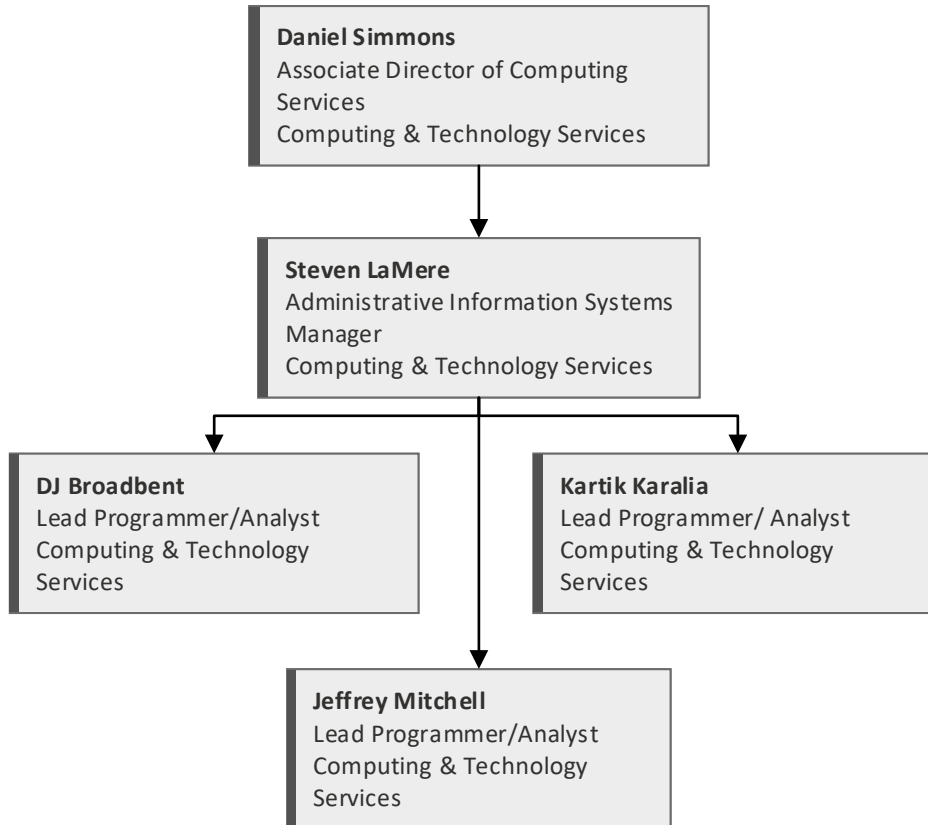 Daniel Simmons
Associate Director of Computing
Services
Computing & Technology Services
Steven LaMere
Administrative Information Systems
Manager
Computing & Technology Services
DJ Broadbent
Lead Programmer/Analyst
Computing & Technology
Services
Kartik Karalia
Lead Programmer/ Analyst
Computing & Technology
Services
Jeffrey Mitchell
Lead Programmer/Analyst
Computing & Technology
Services